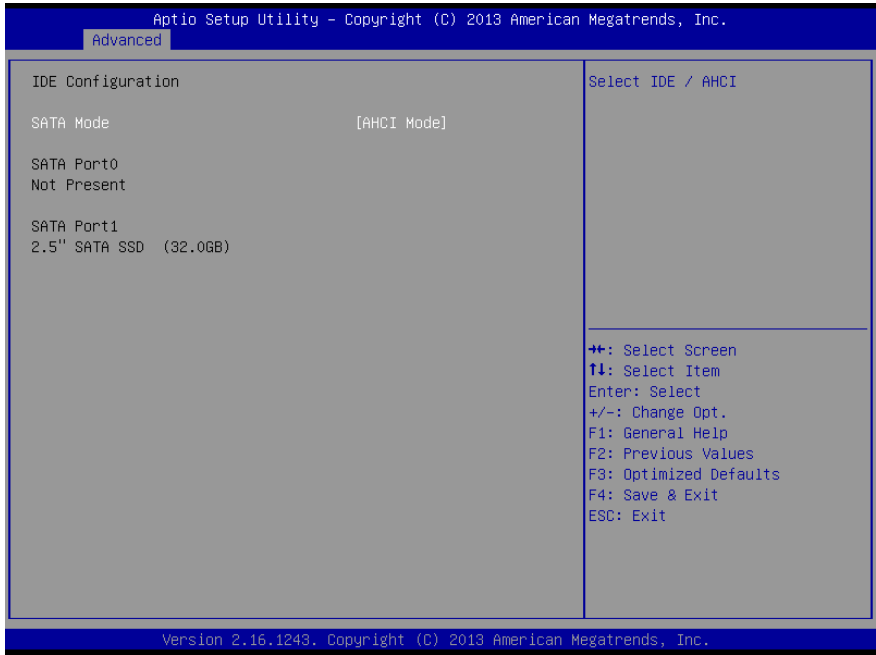 Aptio Setup Utility – Copyright (C) 2013 American Megatrends, Inc.
Advanced
IDE Configuration
SATA Mode [AHCI Mode]
SATA Port0
Not Present
SATA Port1
2.5" SATA SSD (32.0GB)
Select IDE / AHCI
→←: Select Screen
↑↓: Select Item
Enter: Select
+/-: Change Opt.
F1: General Help
F2: Previous Values
F3: Optimized Defaults
F4: Save & Exit
ESC: Exit
Version 2.16.1243. Copyright (C) 2013 American Megatrends, Inc.